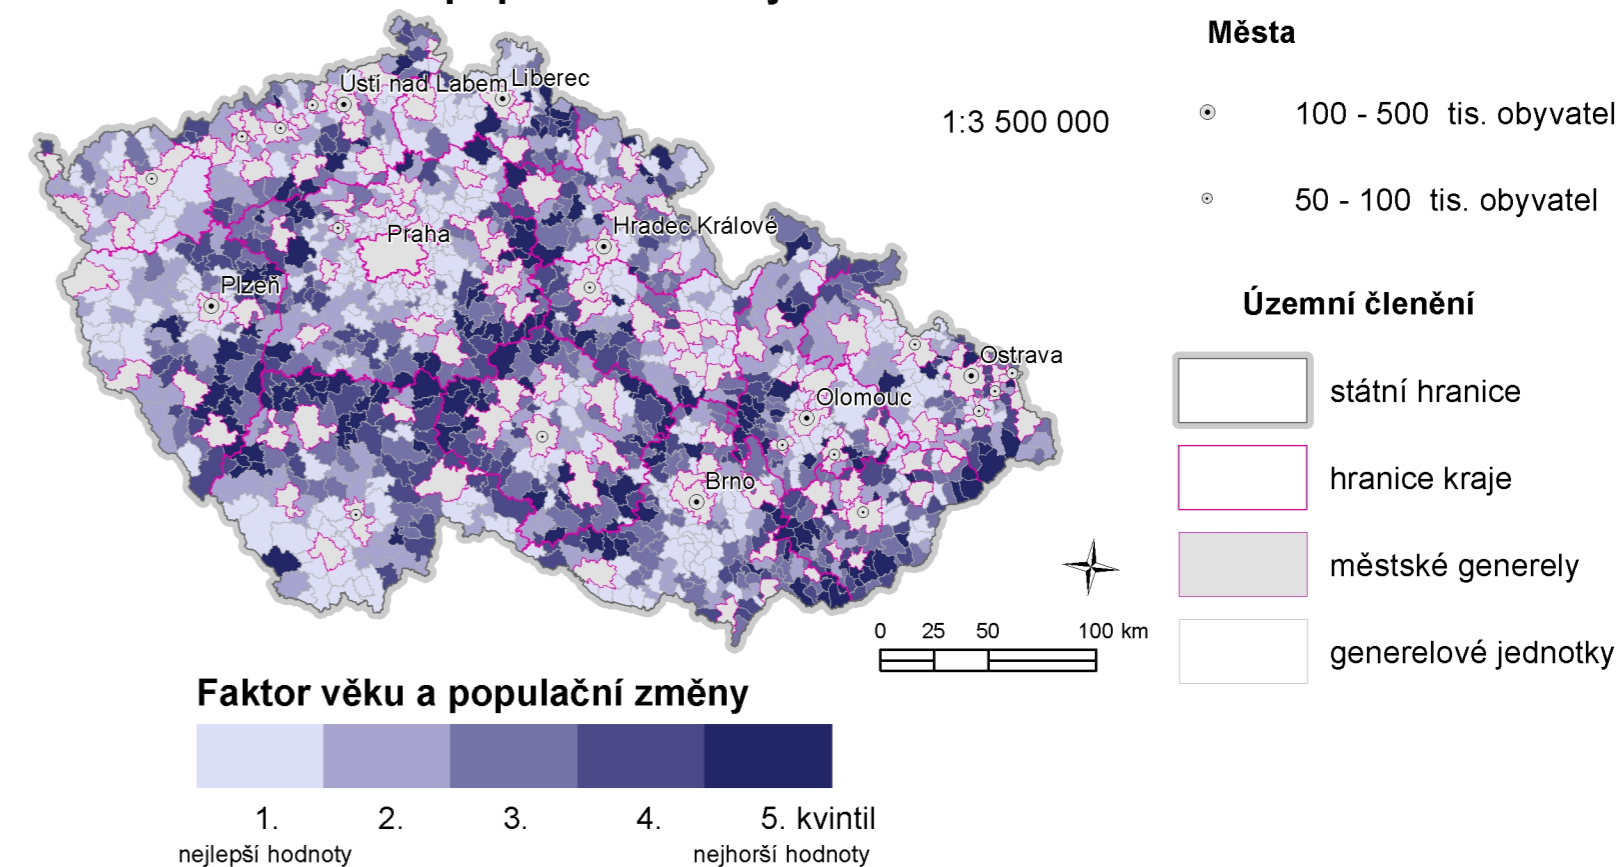 Města
100 - 500 tis. obyvatel
50 - 100 tis. obyvatel
1:3 500 000
Ústí nad Labem
Liberec
Praha
Hradec Králové
Plzeň
Ostrava
Olomouc
Brno
Územní členění
státní hranice
hranice kraje
městské generely
generelové jednotky
0 25 50 100 km
Faktor věku a populační změny
1. 2. 3. 4. 5. kvintil
nejlepší hodnoty nejhorší hodnoty